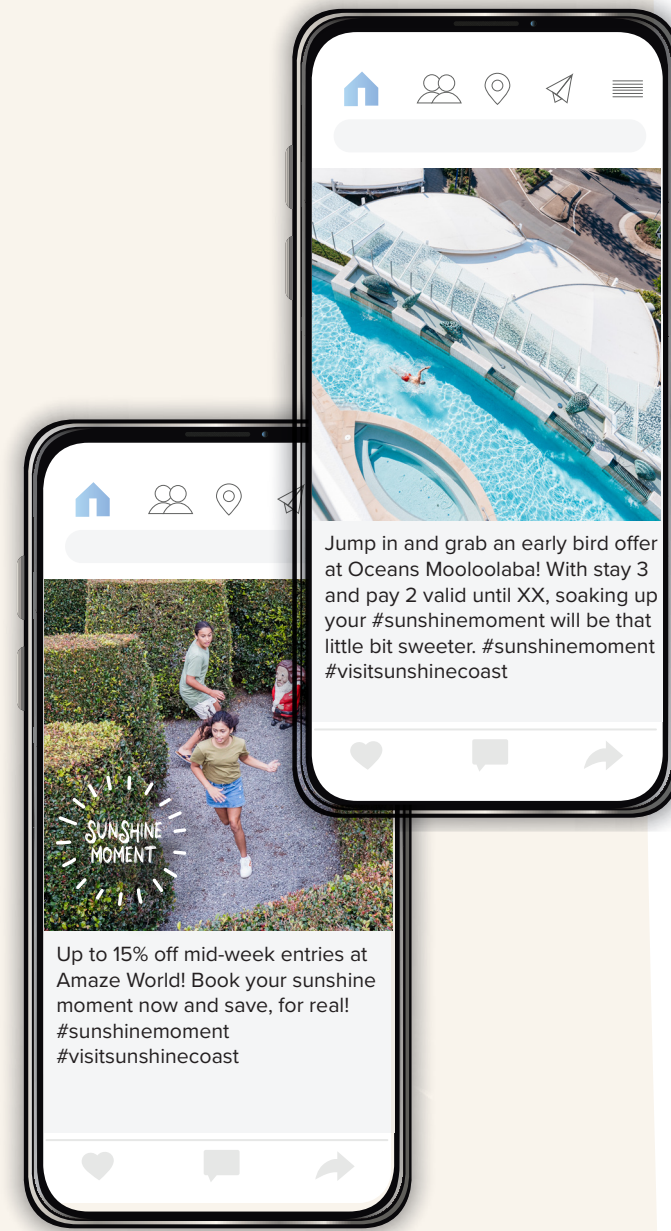 Jump in and grab an early bird offer
at Oceans Mooloolaba! With stay 3
and pay 2 valid until XX, soaking up
your #sunshinemoment will be that
little bit sweeter. #sunshinemoment
#visitsunshinecoast
SUNSHINE
MOMENT
Up to 15% off mid-week entries at
Amaze World! Book your sunshine
moment now and save, for real!
#sunshinemoment
#visitsunshinecoast